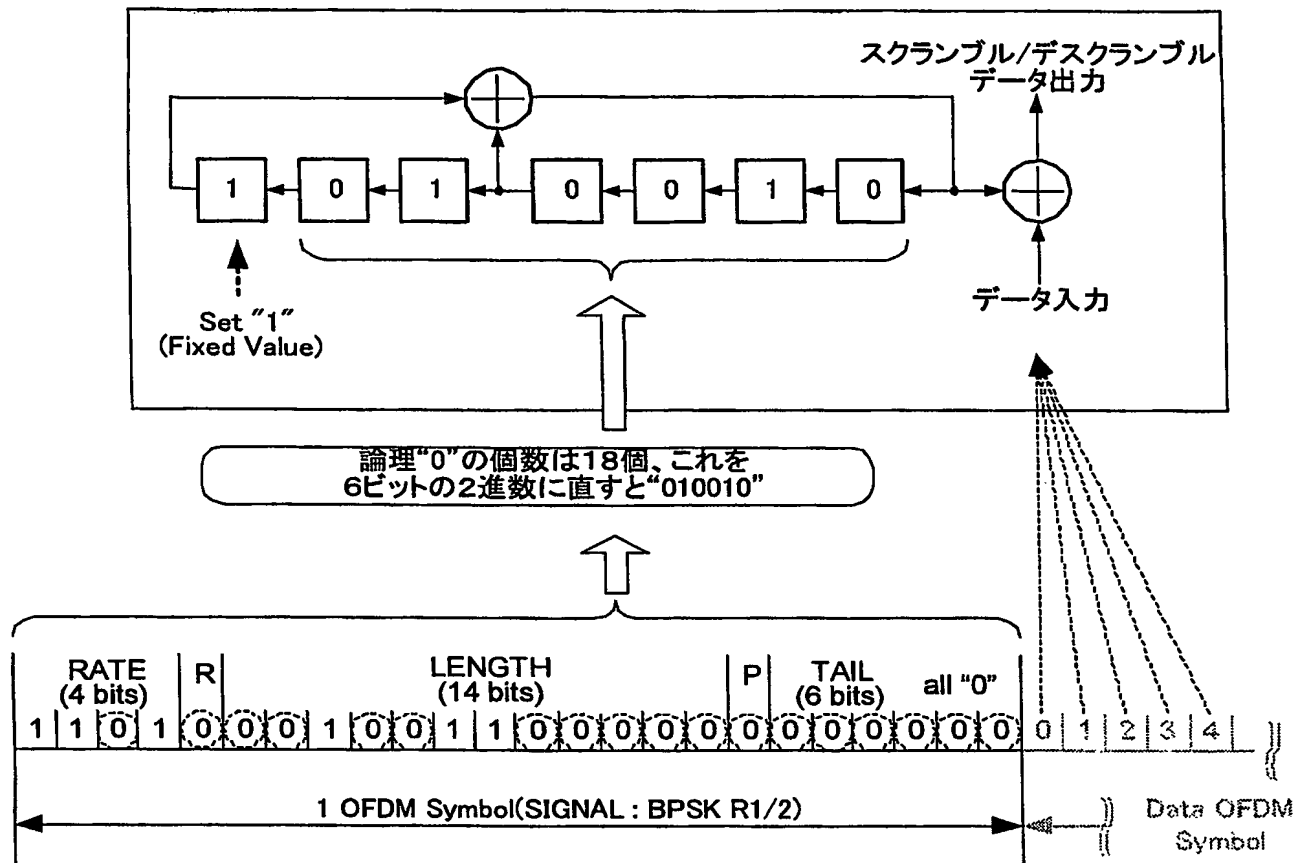 スクランブル/デスクランブル
データ出力
1 0 1 0 0 1 0
データ入力
Set "1"
(Fixed Value)
論理“0”の個数は18個、これを
6ビットの2進数に直すと“010010”
RATE R LENGTH P TAIL all "0"
(4 bits) (14 bits) (6 bits)
1 1 0 1 0 0 0 1 0 0 1 1 0 0 0 0 0 0 0 0 0 0 0 0 0 1 2 3 4
1 OFDM Symbol(SIGNAL : BPSK R1/2)
Data OFDM
Symbol